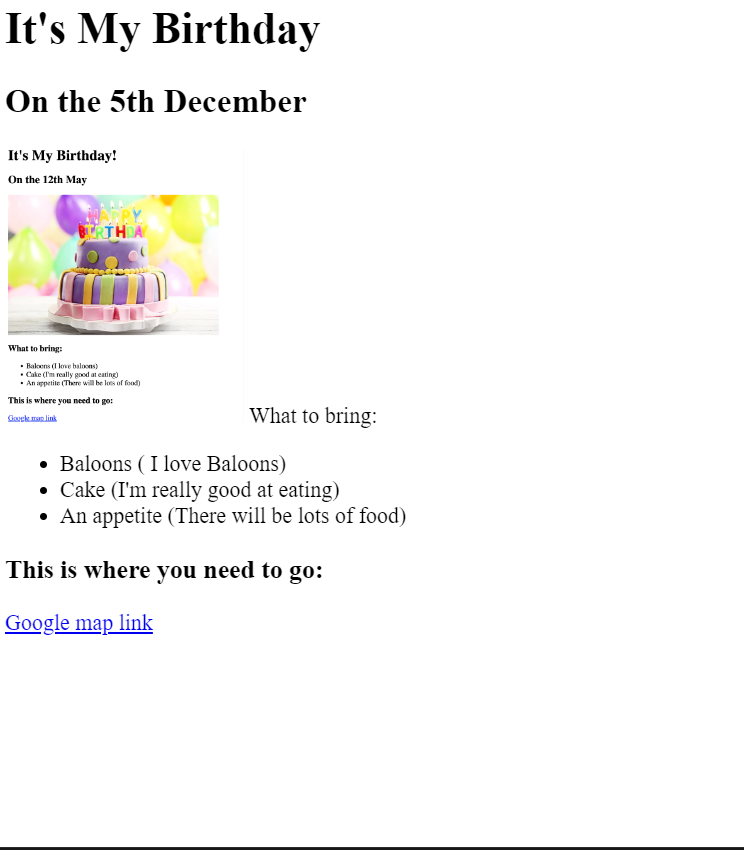 It's My Birthday
On the 5th December
It's My Birthday!
On the 12th May
HAPPY
BIRTHDAY
What to bring:
Baloons (I love baloons)
Cake (I'm really good at eating)
An appetite (There will be lots of food)
This is where you need to go:
Google map link
What to bring:
Baloons ( I love Baloons)
Cake (I'm really good at eating)
An appetite (There will be lots of food)
This is where you need to go:
Google map link